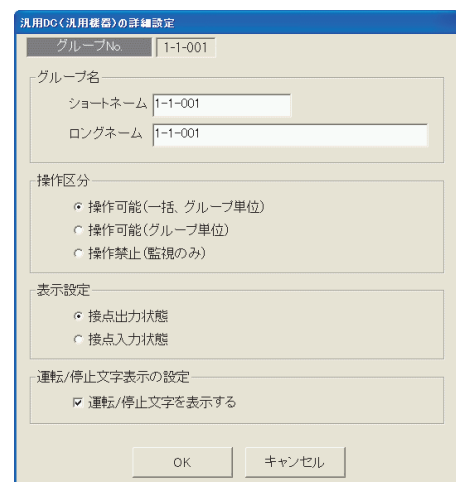 汎用DC(汎用機器)の詳細設定
グループNo. 1-1-001
グループ名
ショートネーム 1-1-001
ロングネーム 1-1-001
操作区分
操作可能(一括、グループ単位)
操作可能(グループ単位)
操作禁止(監視のみ)
表示設定
接点出力状態
接点入力状態
運転/停止文字表示の設定
運転/停止文字を表示する
OK キャンセル